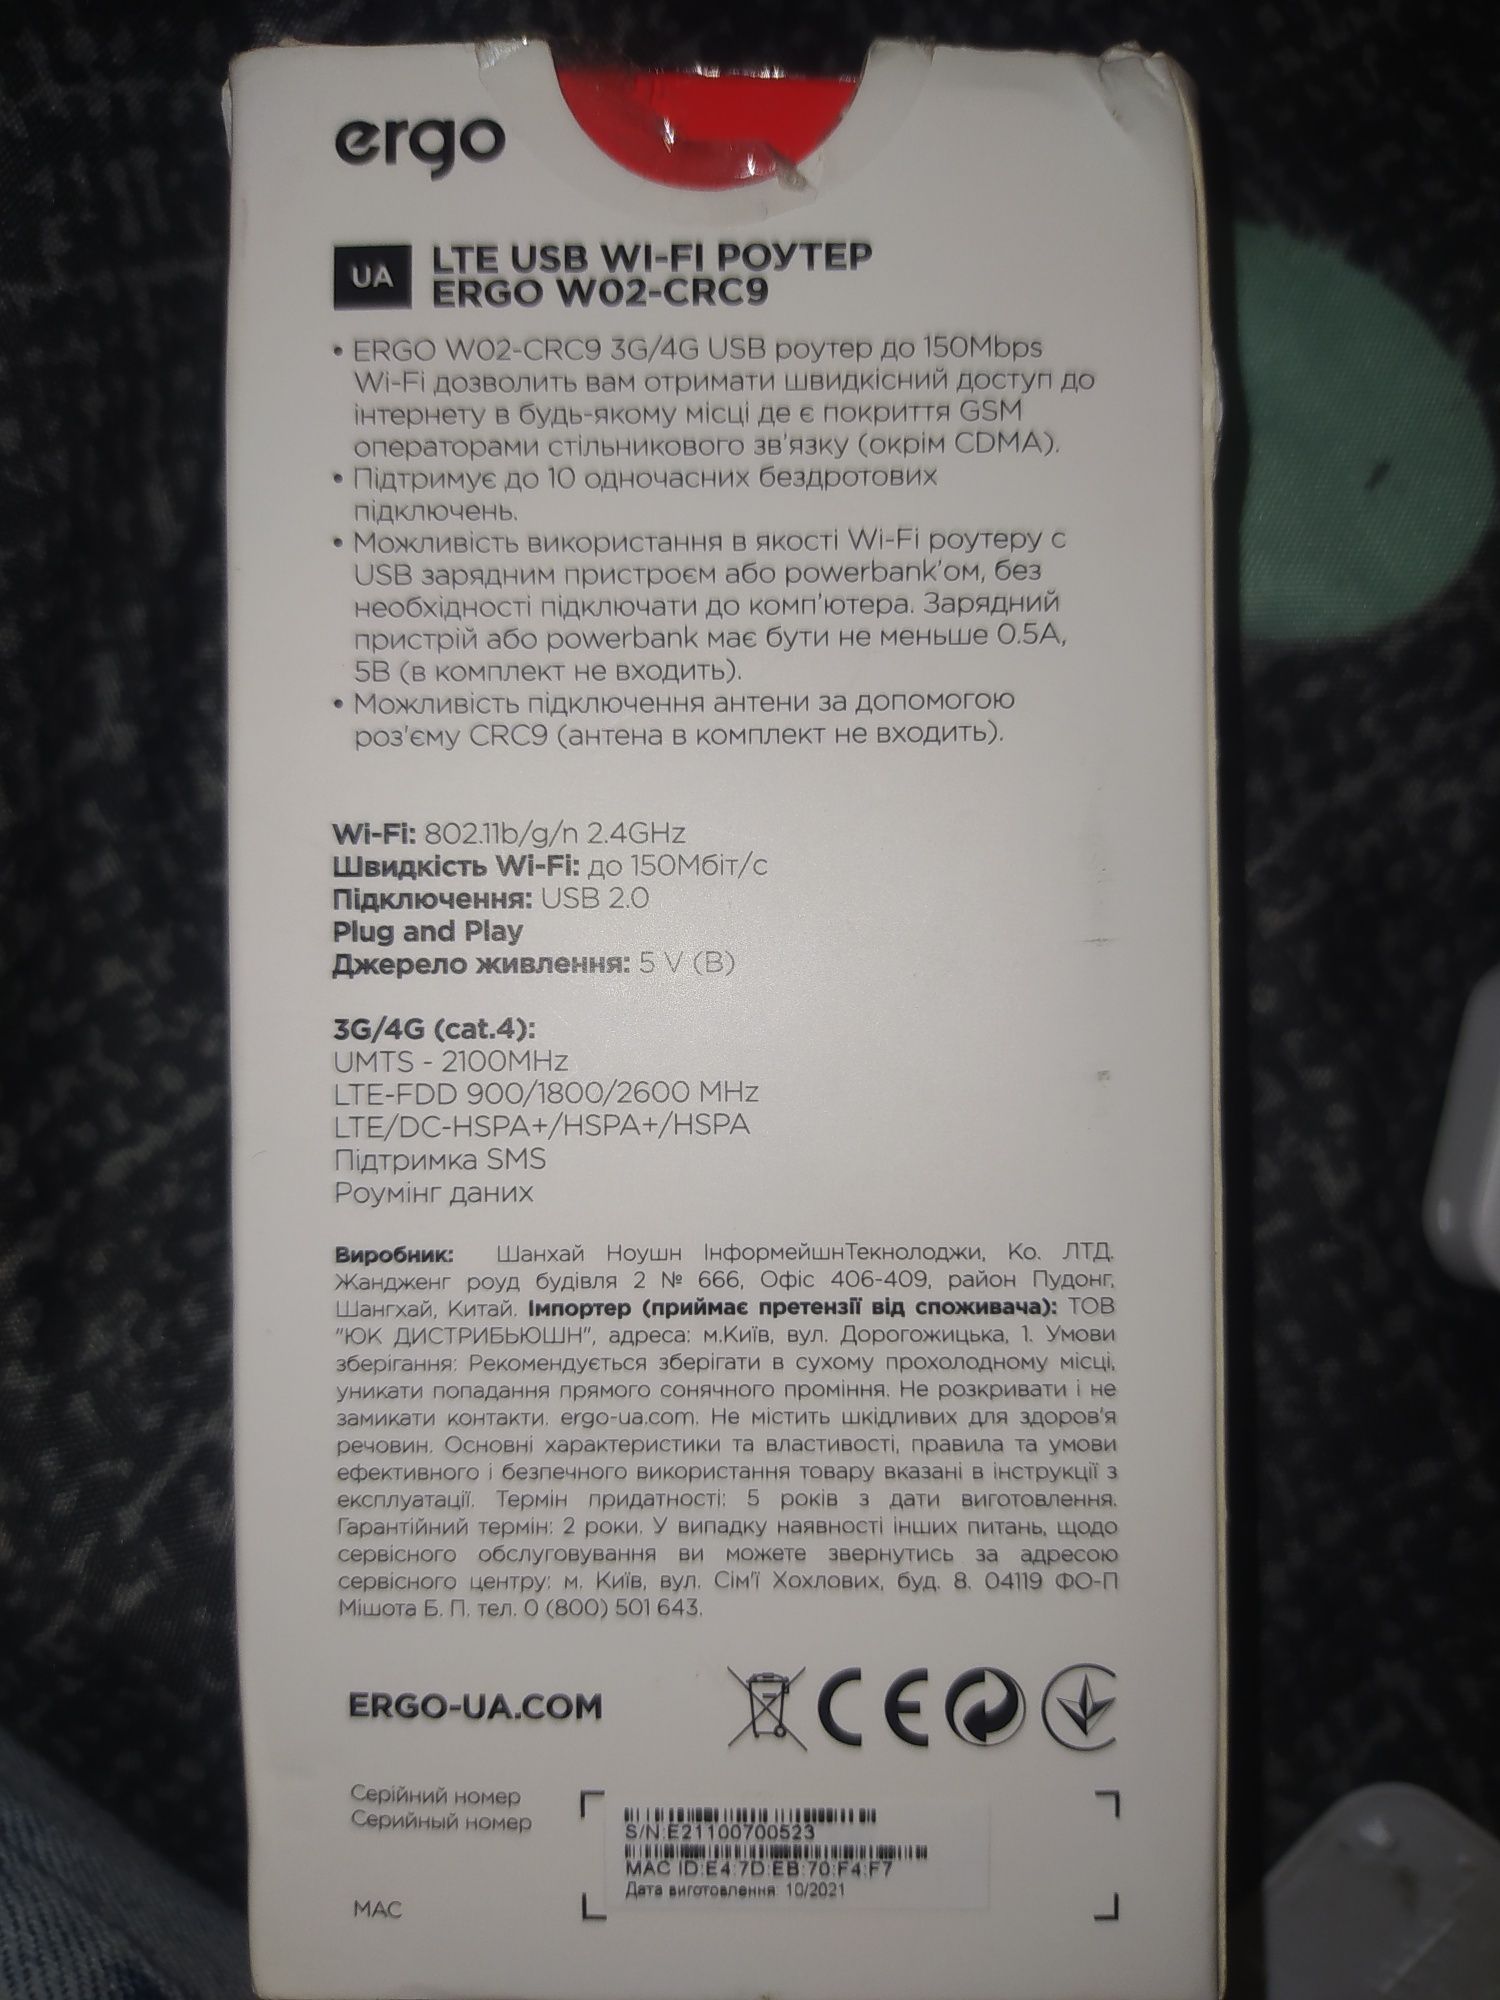 ergo
UA
LTE USB WI-FI РОУТЕР
ERGO W02-CRC9
• ERGO W02-CRC9 3G/4G USB роутер до 150Mbps
Wi-Fi дозволить вам отримати швидкісний доступ до
інтернету в будь-якому місці де є покриття GSM
операторами стільникового зв'язку (окрім CDMA).
• Підтримує до 10 одночасних бездротових
підключень.
• Можливість використання в якості Wi-Fi роутеру с
USB зарядним пристроєм або powerbank'ом, без
необхідності підключати до комп'ютера. Зарядний
пристрій або powerbank має бути не меньше 0.5А,
5В (в комплект не входить).
• Можливість підключення антени за допомогою
роз'єму CRC9 (антена в комплект не входить).
Wi-Fi: 802.11b/g/n 2.4GHz
Швидкість Wi-Fi: до 150Мбіт/с
Підключення: USB 2.0
Plug and Play
Джерело живлення: 5 V (В)
3G/4G (cat.4):
UMTS - 2100MHz
LTE-FDD 900/1800/2600 MHz
LTE/DC-HSPA+/HSPA+/HSPA
Підтримка SMS
Роумінг даних
Виробник: Шанхай Ноушн ІнформейшнТекнолоджи, Ко. ЛТД.
Жандженг роуд будівля 2 № 666, Офіс 406-409, район Пудонг,
Шангхай, Китай. Імпортер (приймає претензії від споживача): ТОВ
"ЮК ДИСТРИБЬЮШН", адреса: м.Київ, вул. Дорогожицька, 1. Умови
зберігання: Рекомендується зберігати в сухому прохолодному місці,
уникати попадання прямого сонячного проміння. Не розкривати і не
замикати контакти. ergo-ua.com. Не містить шкідливих для здоров'я
речовин. Основні характеристики та властивості, правила та умови
ефективного і безпечного використання товару вказані в інструкції з
експлуатації. Термін придатності: 5 років з дати виготовлення.
Гарантійний термін: 2 роки. У випадку наявності інших питань, щодо
сервісного обслуговування ви можете звернутись за адресою
сервісного центру: м. Київ, вул. Сім'ї Хохлових, буд. 8. 04119 ФО-П
Мішота Б. П. тел. 0 (800) 501 643.
ERGO-UA.COM
CE
Серійний номер
Серийный номер
S/N:E21100700523
MAC ID:E4:7D:EB:70:F4:F7
Дата виготовлення: 10/2021
MAC